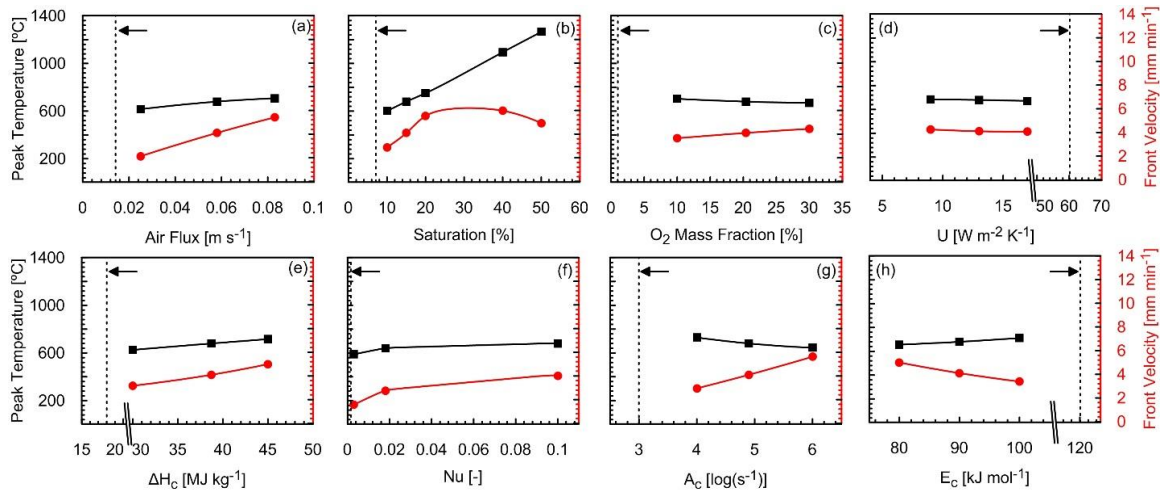 1400 (a) (b) (c) (d) 14
Peak Temperature [ºC] 1000 600 200
12 10 8 6 4 2 0 Front Velocity [mm min⁻¹]
0 0.02 0.04 0.06 0.08 0.1 0 10 20 30 40 50 60 0 5 10 15 20 25 30 35 5 10 15 50 60 70
Air Flux [m s⁻¹] Saturation [%] O₂ Mass Fraction [%] U [W m⁻² K⁻¹]
1400 (e) (f) (g) (h) 14
Peak Temperature [ºC] 1000 600 200
12 10 8 6 4 2 0 Front Velocity [mm min⁻¹]
15 20 30 35 40 45 50 0 0.02 0.04 0.06 0.08 0.1 2 3 4 5 6 80 90 100 120
ΔH_c [MJ kg⁻¹] Nu [-] A_c [log(s⁻¹)] E_c [kJ mol⁻¹]